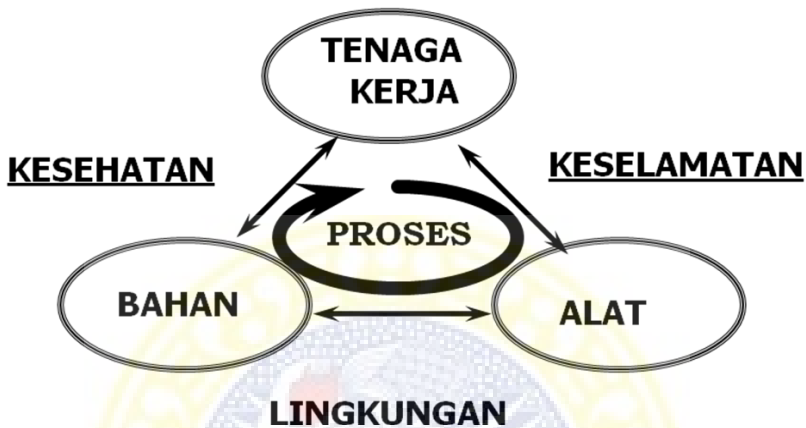 TENAGA
KERJA
KESEHATAN
KESELAMATAN
PROSES
BAHAN
ALAT
LINGKUNGAN